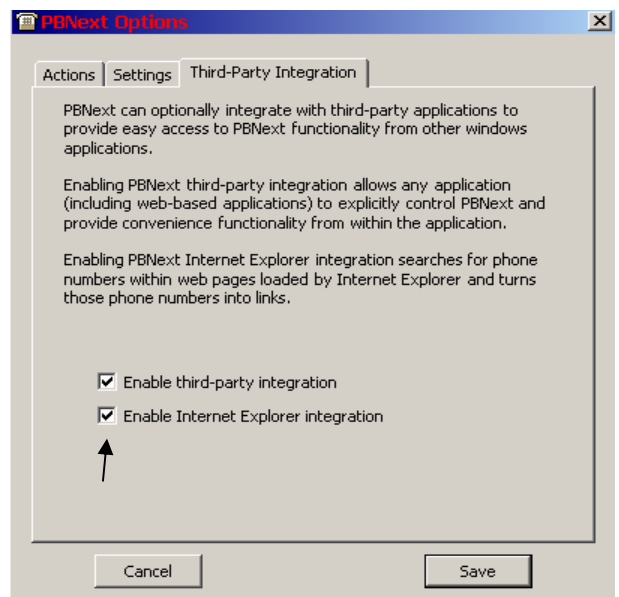 PBNext Options
Actions Settings Third-Party Integration
PBNext can optionally integrate with third-party applications to
provide easy access to PBNext functionality from other windows
applications.
Enabling PBNext third-party integration allows any application
(including web-based applications) to explicitly control PBNext and
provide convenience functionality from within the application.
Enabling PBNext Internet Explorer integration searches for phone
numbers within web pages loaded by Internet Explorer and turns
those phone numbers into links.
Enable third-party integration
Enable Internet Explorer integration
Cancel Save